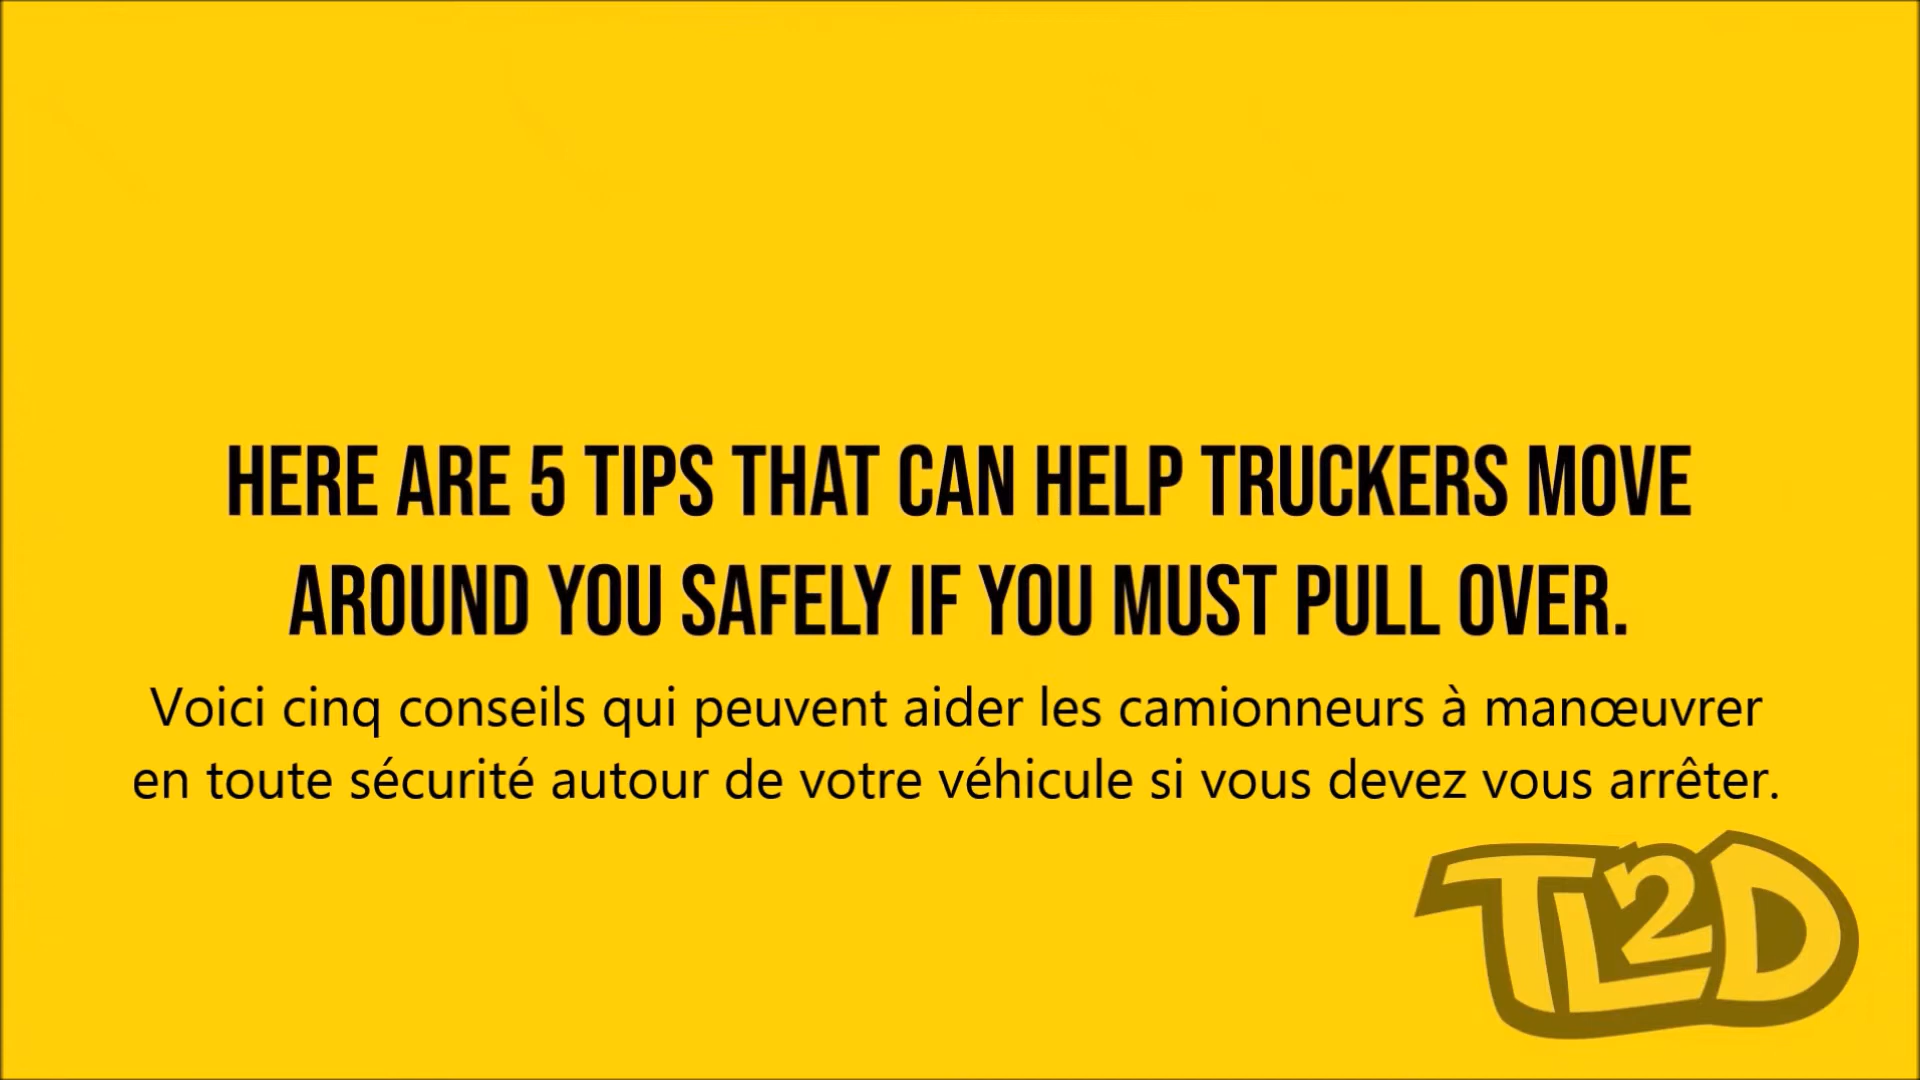 HERE ARE 5 TIPS THAT CAN HELP TRUCKERS MOVE
AROUND YOU SAFELY IF YOU MUST PULL OVER.
Voici cinq conseils qui peuvent aider les camionneurs à manœuvrer
en toute sécurité autour de votre véhicule si vous devez vous arrêter.
TL2D